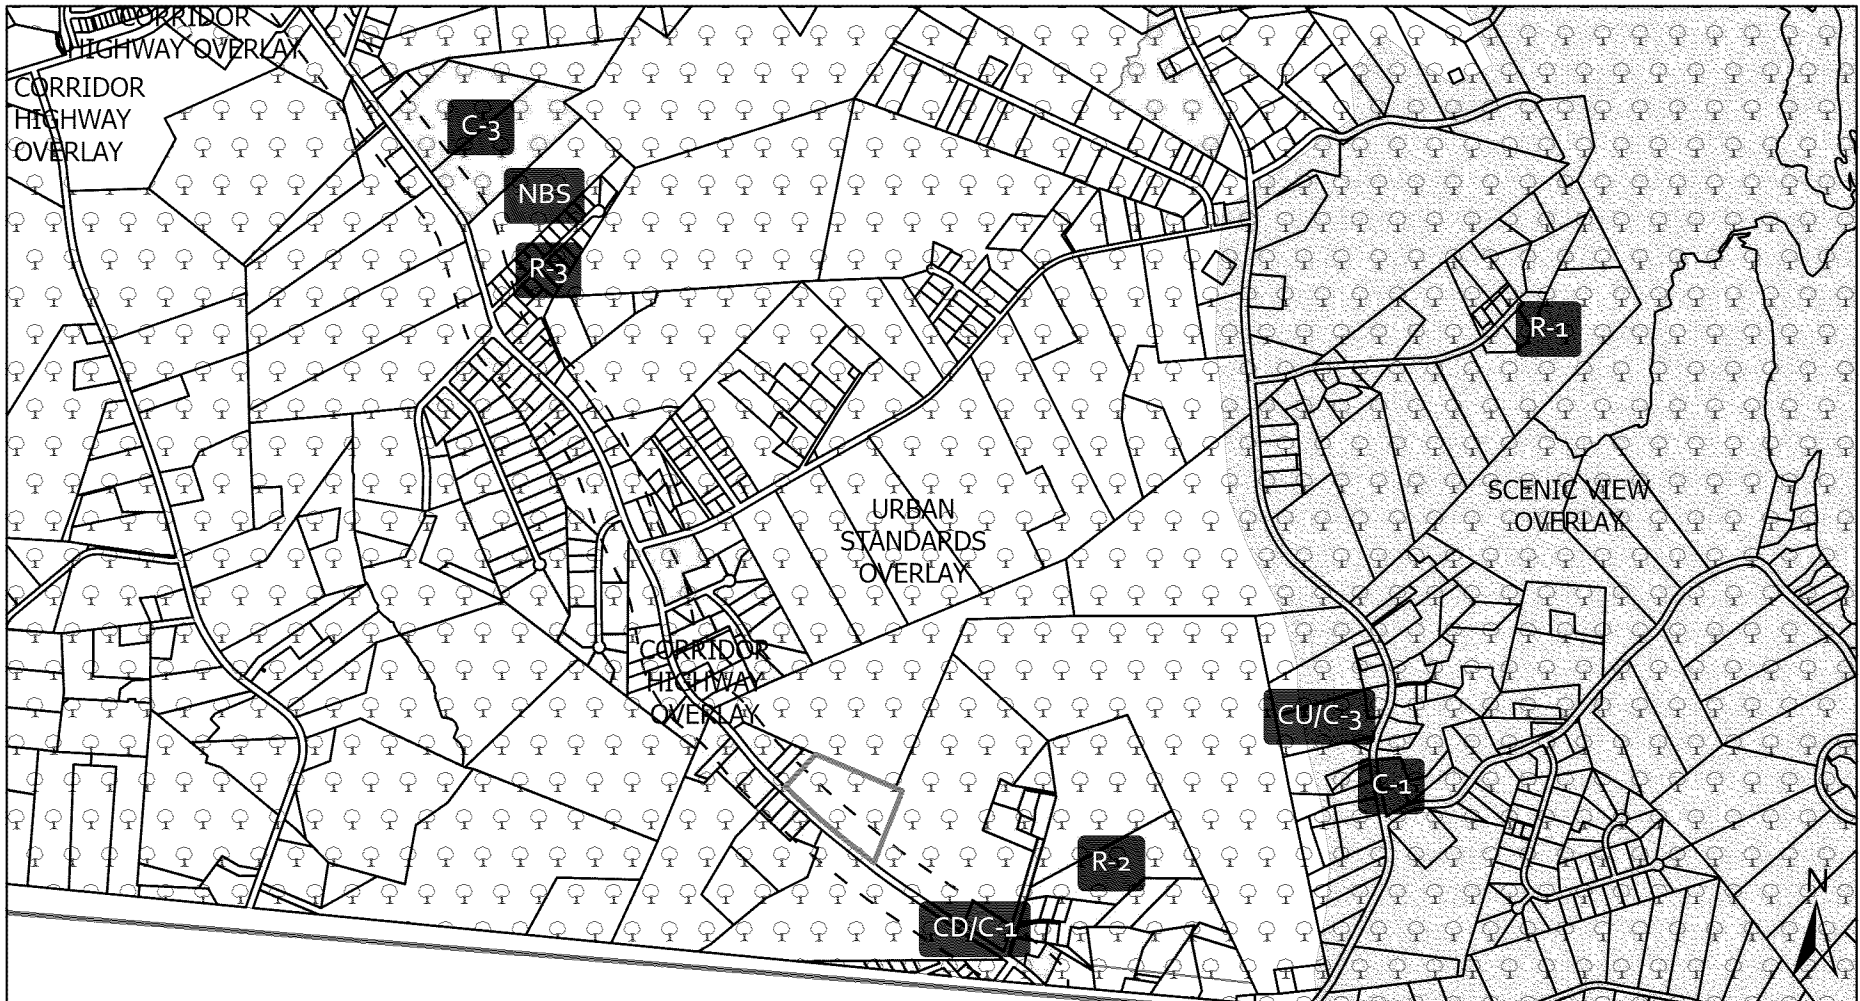 CORRIDOR
HIGHWAY OVERLAY
CORRIDOR
HIGHWAY
OVERLAY
C-3
NBS
R-3
R-1
SCENIC VIEW
OVERLAY
URBAN
STANDARDS
OVERLAY
CORRIDOR
HIGHWAY
OVERLAY
CU/C-3
C-1
R-2
CD/C-1
N